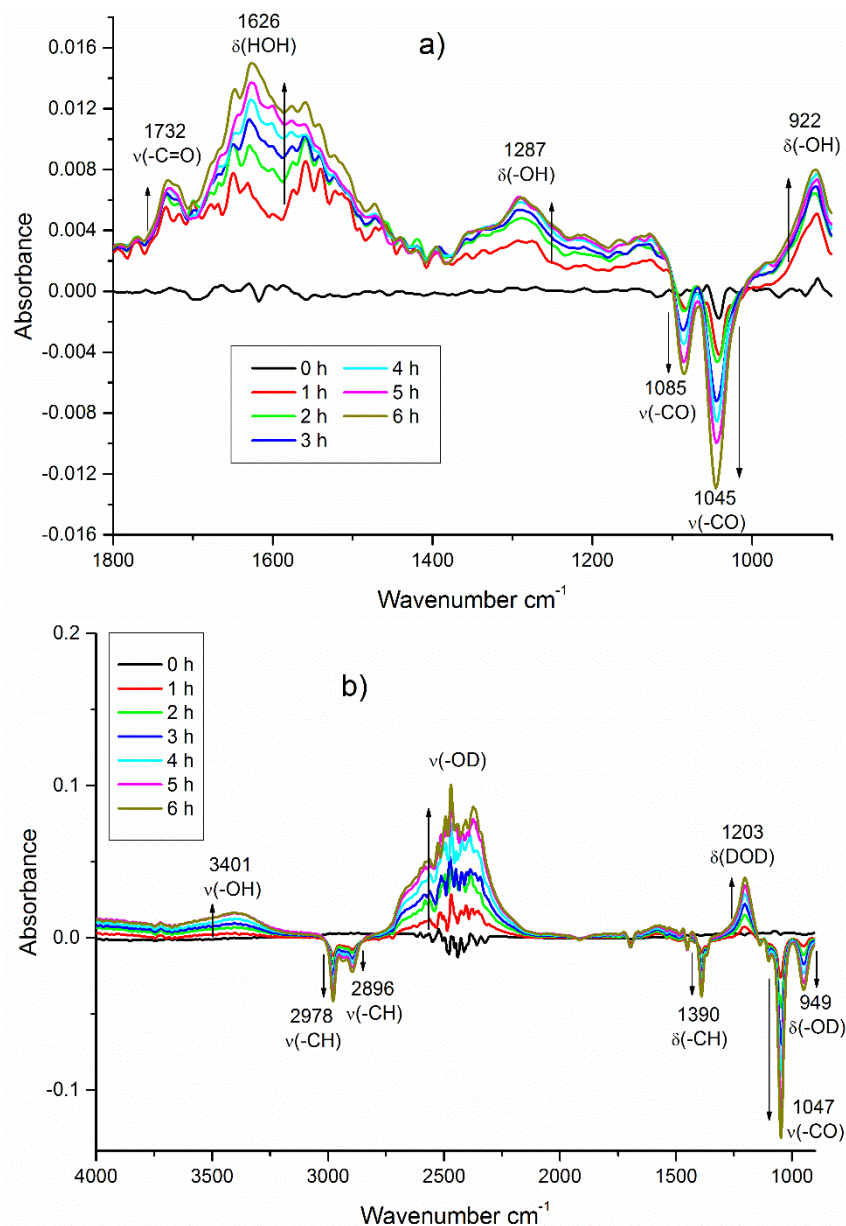 a)
1626
δ(HOH)
1732
ν(-C=O)
1287
δ(-OH)
922
δ(-OH)
1085
ν(-CO)
1045
ν(-CO)
0 h 4 h
1 h 5 h
2 h 6 h
3 h
Absorbance
0.016
0.012
0.008
0.004
0.000
-0.004
-0.008
-0.012
-0.016
1800 1600 1400 1200 1000
Wavenumber cm⁻¹
b)
0 h
1 h
2 h
3 h
4 h
5 h
6 h
ν(-OD)
3401
ν(-OH)
1203
δ(DOD)
2978
ν(-CH)
2896
ν(-CH)
1390
δ(-CH)
949
δ(-OD)
1047
ν(-CO)
Absorbance
0.2
0.1
0.0
-0.1
4000 3500 3000 2500 2000 1500 1000
Wavenumber cm⁻¹